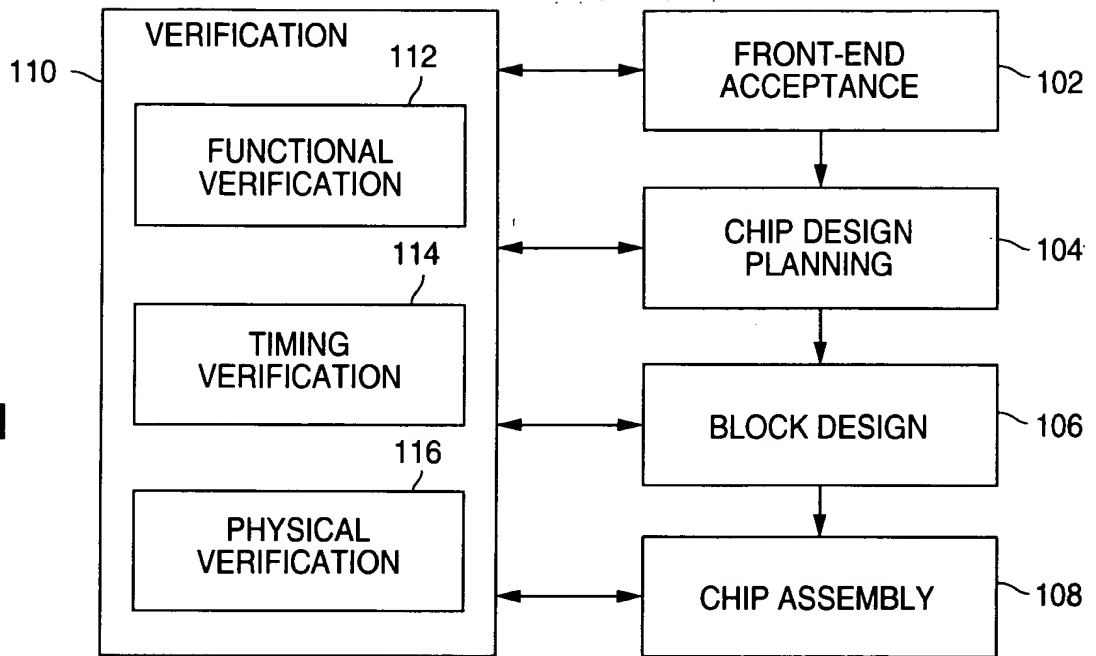 VERIFICATION
110
112
FUNCTIONAL
VERIFICATION
114
TIMING
VERIFICATION
116
PHYSICAL
VERIFICATION
FRONT-END
ACCEPTANCE
102
CHIP DESIGN
PLANNING
104
BLOCK DESIGN
106
CHIP ASSEMBLY
108